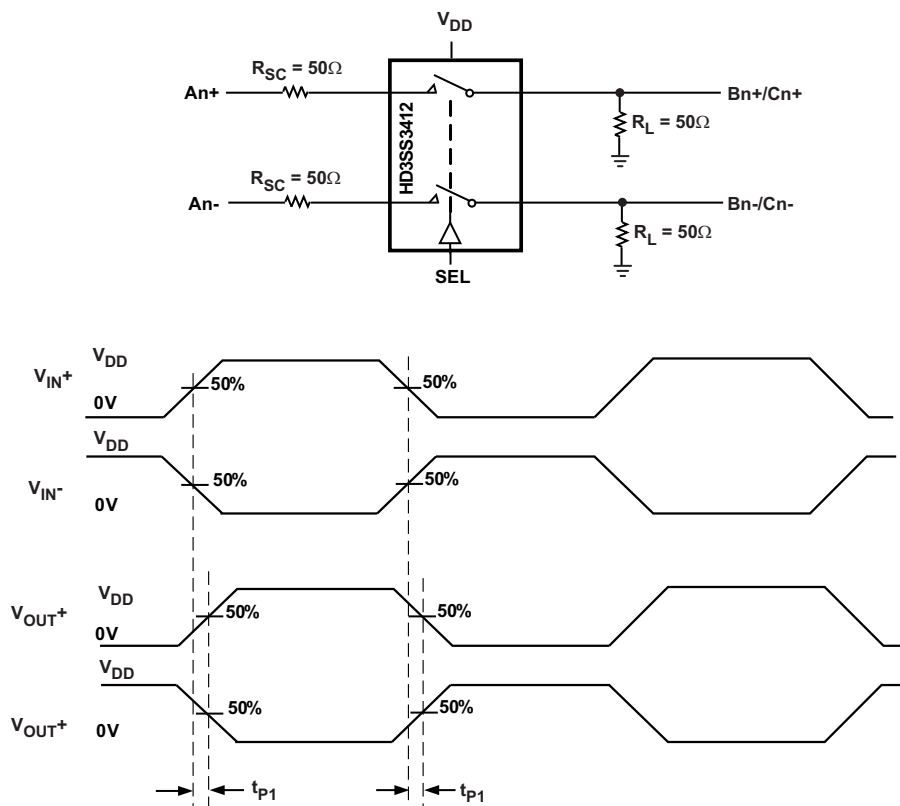 VDD
RSC = 50Ω
An+
Bn+/Cn+
RL = 50Ω
HD3SS3412
RSC = 50Ω
An-
Bn-/Cn-
RL = 50Ω
SEL
VDD
VIN+
50%
50%
0V
VDD
VIN-
50%
50%
0V
VDD
VOUT+
50%
50%
0V
VDD
VOUT+
50%
50%
0V
tP1
tP1